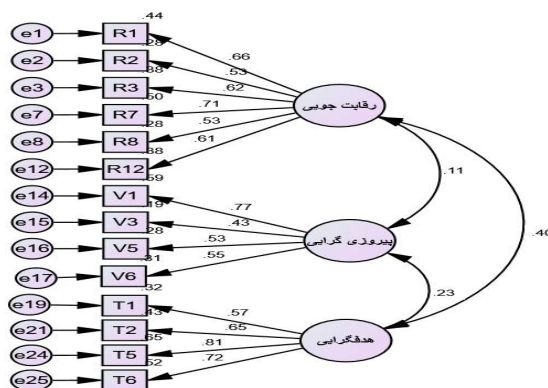 .44
e1 R1
.28
e2 R2 .66
.38 .53
e3 R3 .62
.50 رقابت جویی
e7 R7 .71
.28 .53
e8 R8
.38 .61
e12 R12
.59 .11
e14 V1 .77
.19
e15 V3 .43 .40
.28 پیروزی گرایی
e16 V5 .53
.31 .55
e17 V6
.32 .23
e19 T1 .57
.43
e21 T2 .65
.65 هدفگرایی
e24 T5 .81
.52 .72
e25 T6